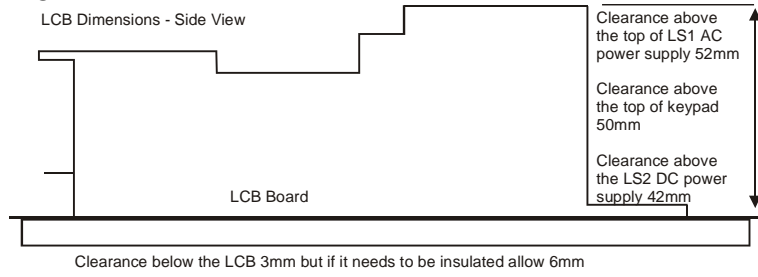 LCB Dimensions - Side View
Clearance above
the top of LS1 AC
power supply 52mm
Clearance above
the top of keypad
50mm
Clearance above
the LS2 DC power
supply 42mm
LCB Board
Clearance below the LCB 3mm but if it needs to be insulated allow 6mm